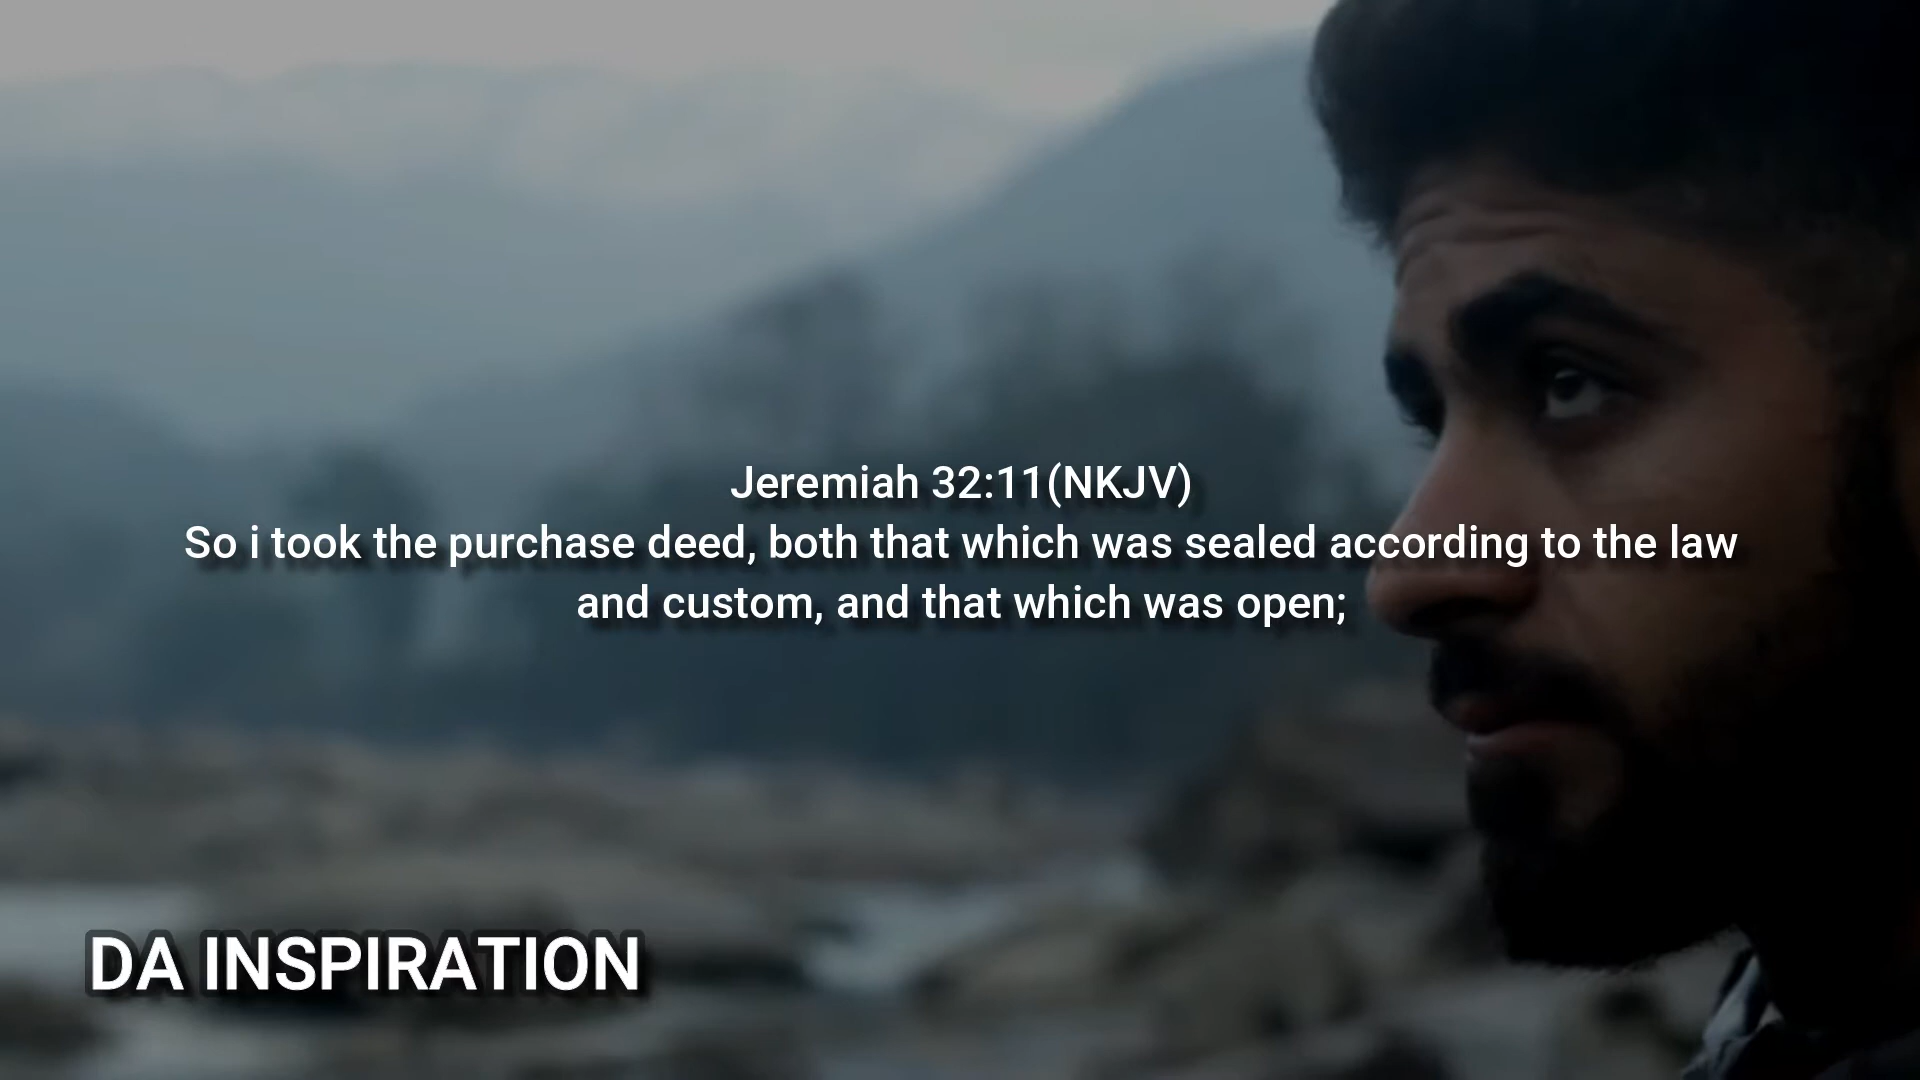 Jeremiah 32:11(NKJV)
So i took the purchase deed, both that which was sealed according to the law
and custom, and that which was open;
DA INSPIRATION